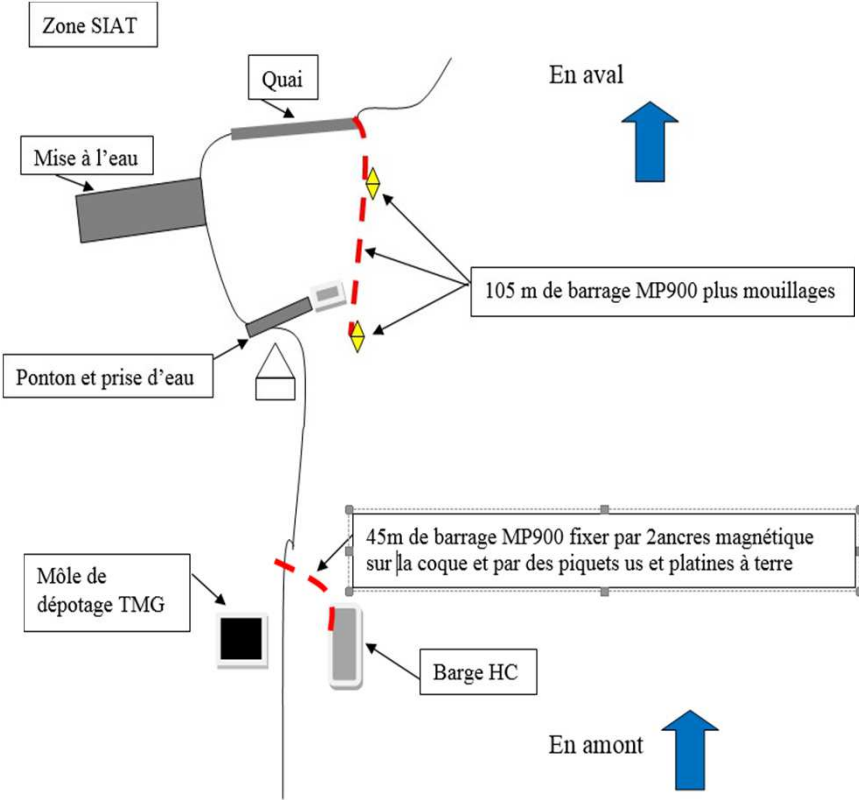 Zone SIAT
Quai
En aval
Mise à l’eau
105 m de barrage MP900 plus mouillages
Ponton et prise d’eau
45m de barrage MP900 fixer par 2ancres magnétique
sur la coque et par des piquets us et platines à terre
Môle de
dépotage TMG
Barge HC
En amont